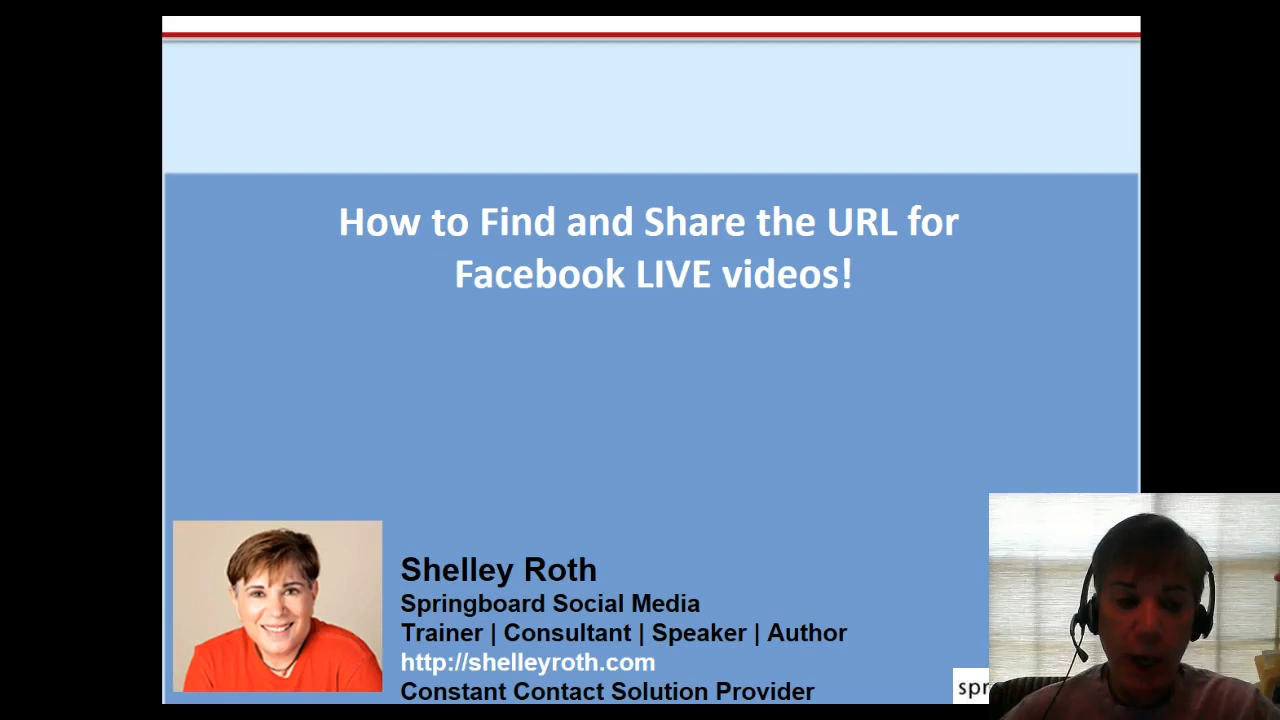 How to Find and Share the URL for
Facebook LIVE videos!
Shelley Roth
Springboard Social Media
Trainer | Consultant | Speaker | Author
http://shelleyroth.com
Constant Contact Solution Provider